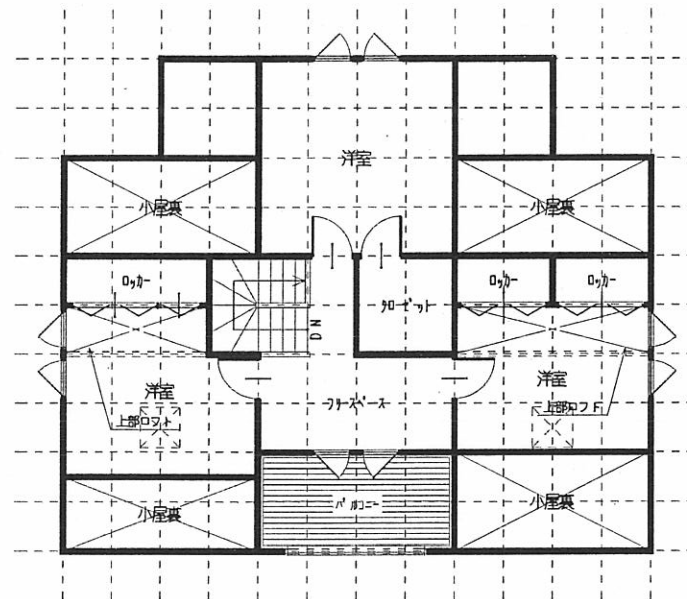 洋室
小屋裏
小屋裏
ロッカー
ロッカー
ロッカー
クローゼット
DN
洋室
洋室
上部ロフト
上部ロフト
フリースペース
バルコニー
小屋裏
小屋裏